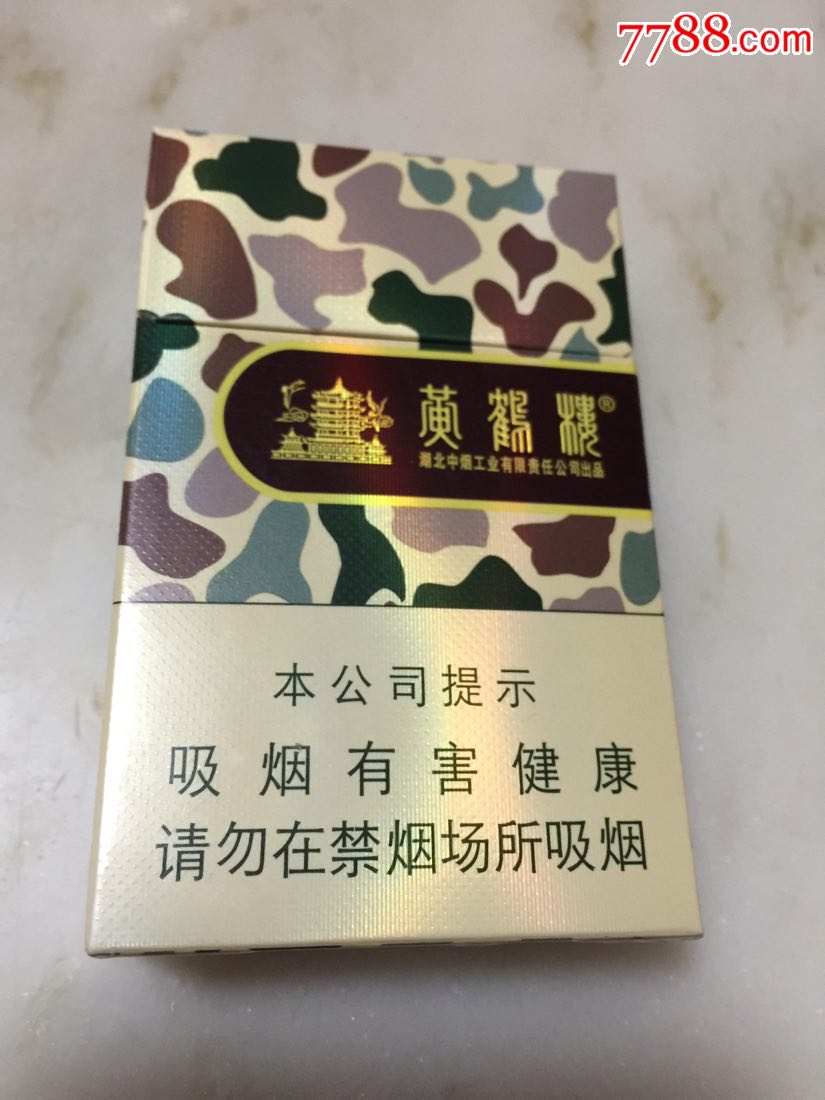 7788.com
黄鹤楼®
湖北中烟工业有限责任公司出品
本公司提示
吸烟有害健康
请勿在禁烟场所吸烟